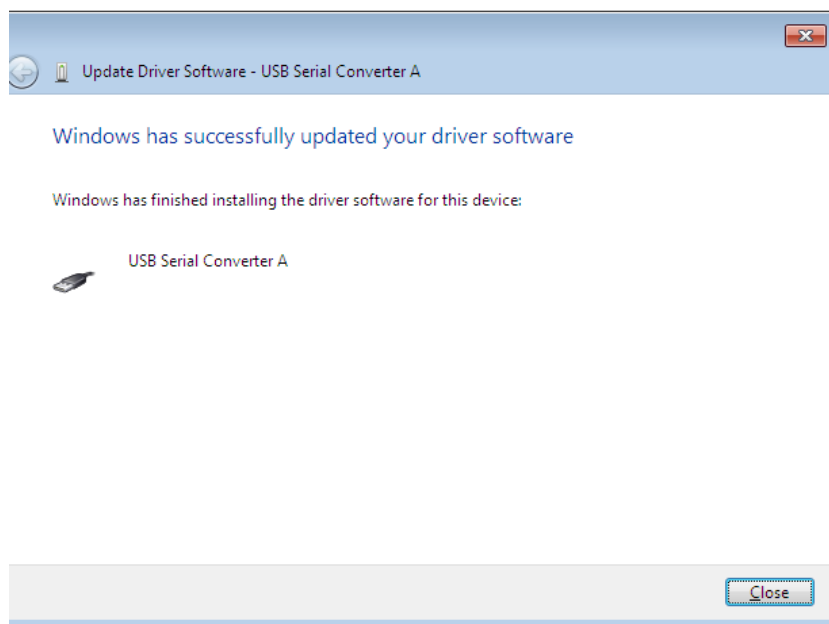 Update Driver Software - USB Serial Converter A
Windows has successfully updated your driver software
Windows has finished installing the driver software for this device:
USB Serial Converter A
Close